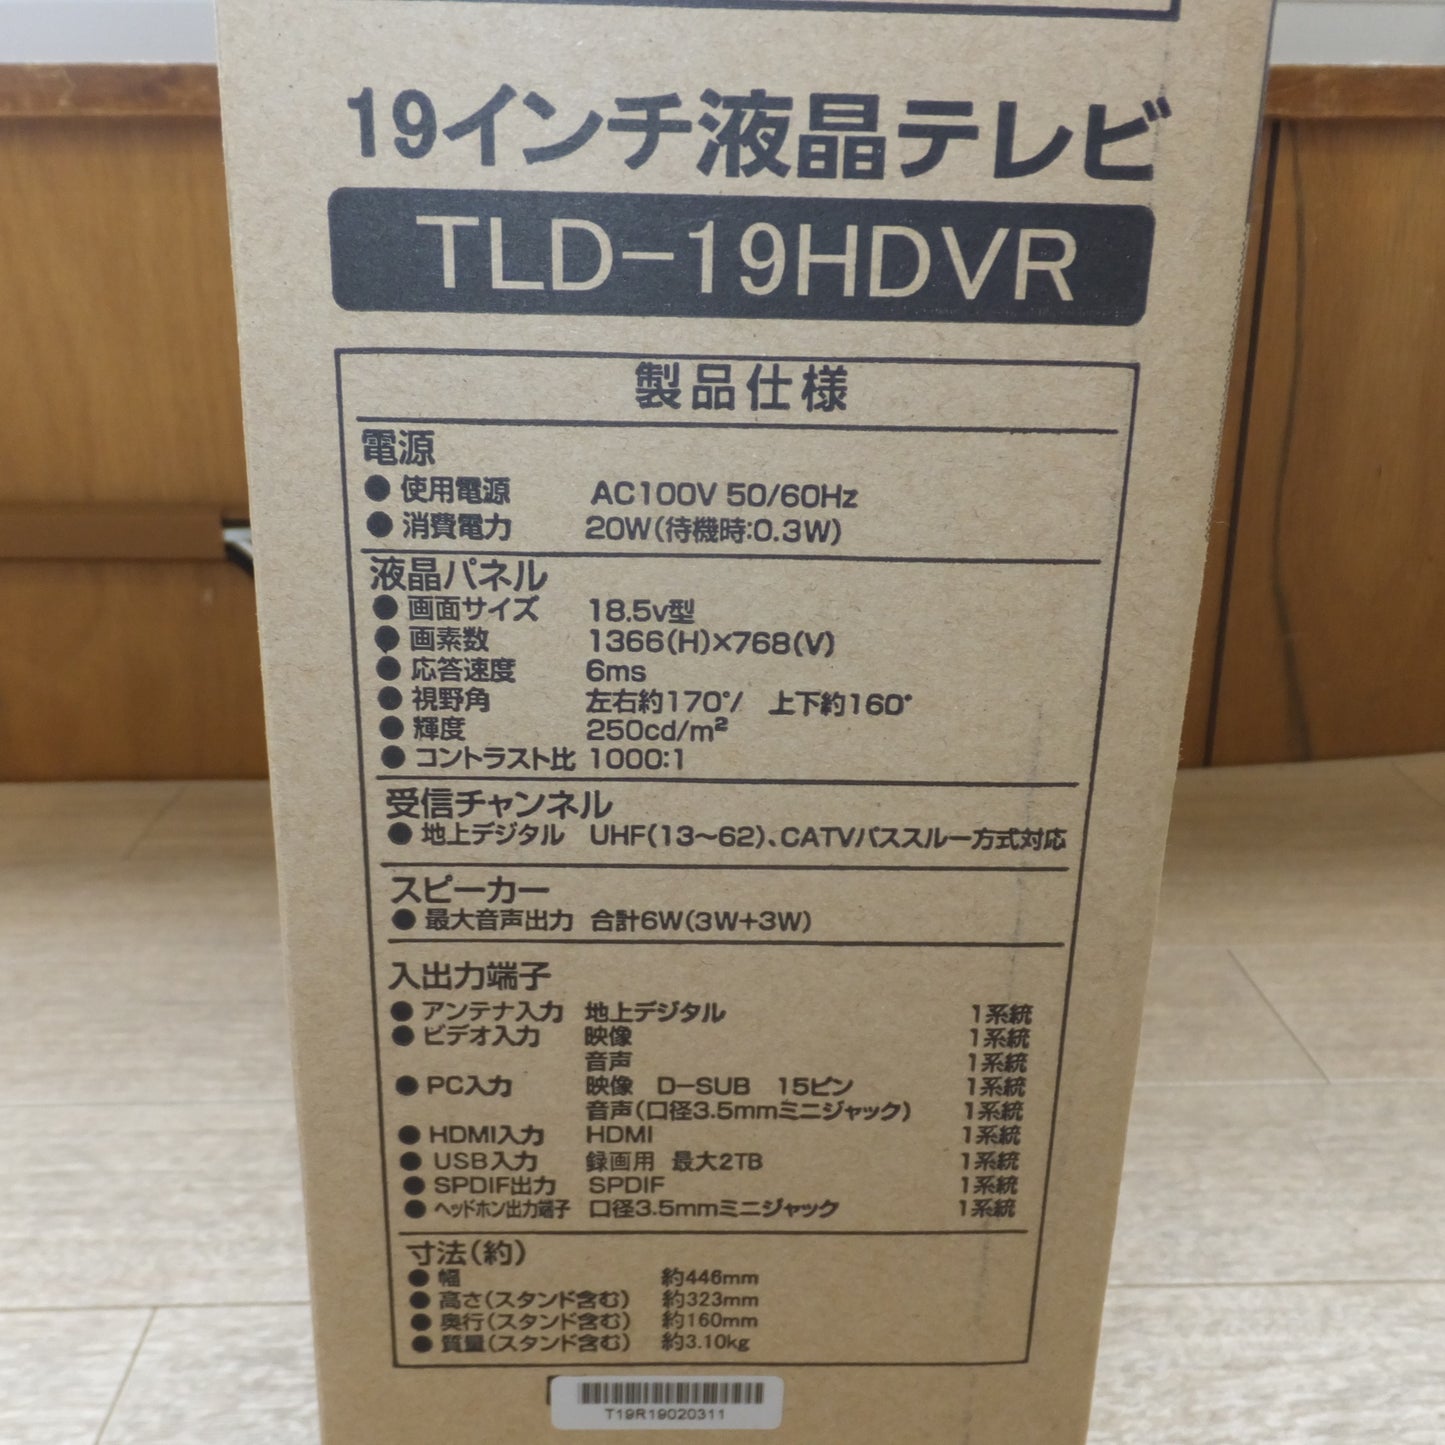 19インチ液晶テレビ
TLD-19HDVR
製品仕様
電源
● 使用電源 AC100V 50/60Hz
● 消費電力 20W(待機時:0.3W)
液晶パネル
● 画面サイズ 18.5v型
● 画素数 1366(H)×768(V)
● 応答速度 6ms
● 視野角 左右約170°/ 上下約160°
● 輝度 250cd/m²
● コントラスト比 1000:1
受信チャンネル
● 地上デジタル UHF(13〜62)、CATVパススルー方式対応
スピーカー
● 最大音声出力 合計6W(3W+3W)
入出力端子
● アンテナ入力 地上デジタル 1系統
● ビデオ入力 映像 1系統
音声 1系統
● PC入力 映像 D-SUB 15ピン 1系統
音声(口径3.5mmミニジャック) 1系統
● HDMI入力 HDMI 1系統
● USB入力 録画用 最大2TB 1系統
● SPDIF出力 SPDIF 1系統
● ヘッドホン出力端子 口径3.5mmミニジャック 1系統
寸法(約)
● 幅 約446mm
● 高さ(スタンド含む) 約323mm
● 奥行(スタンド含む) 約160mm
● 質量(スタンド含む) 約3.10kg
T19R19020311